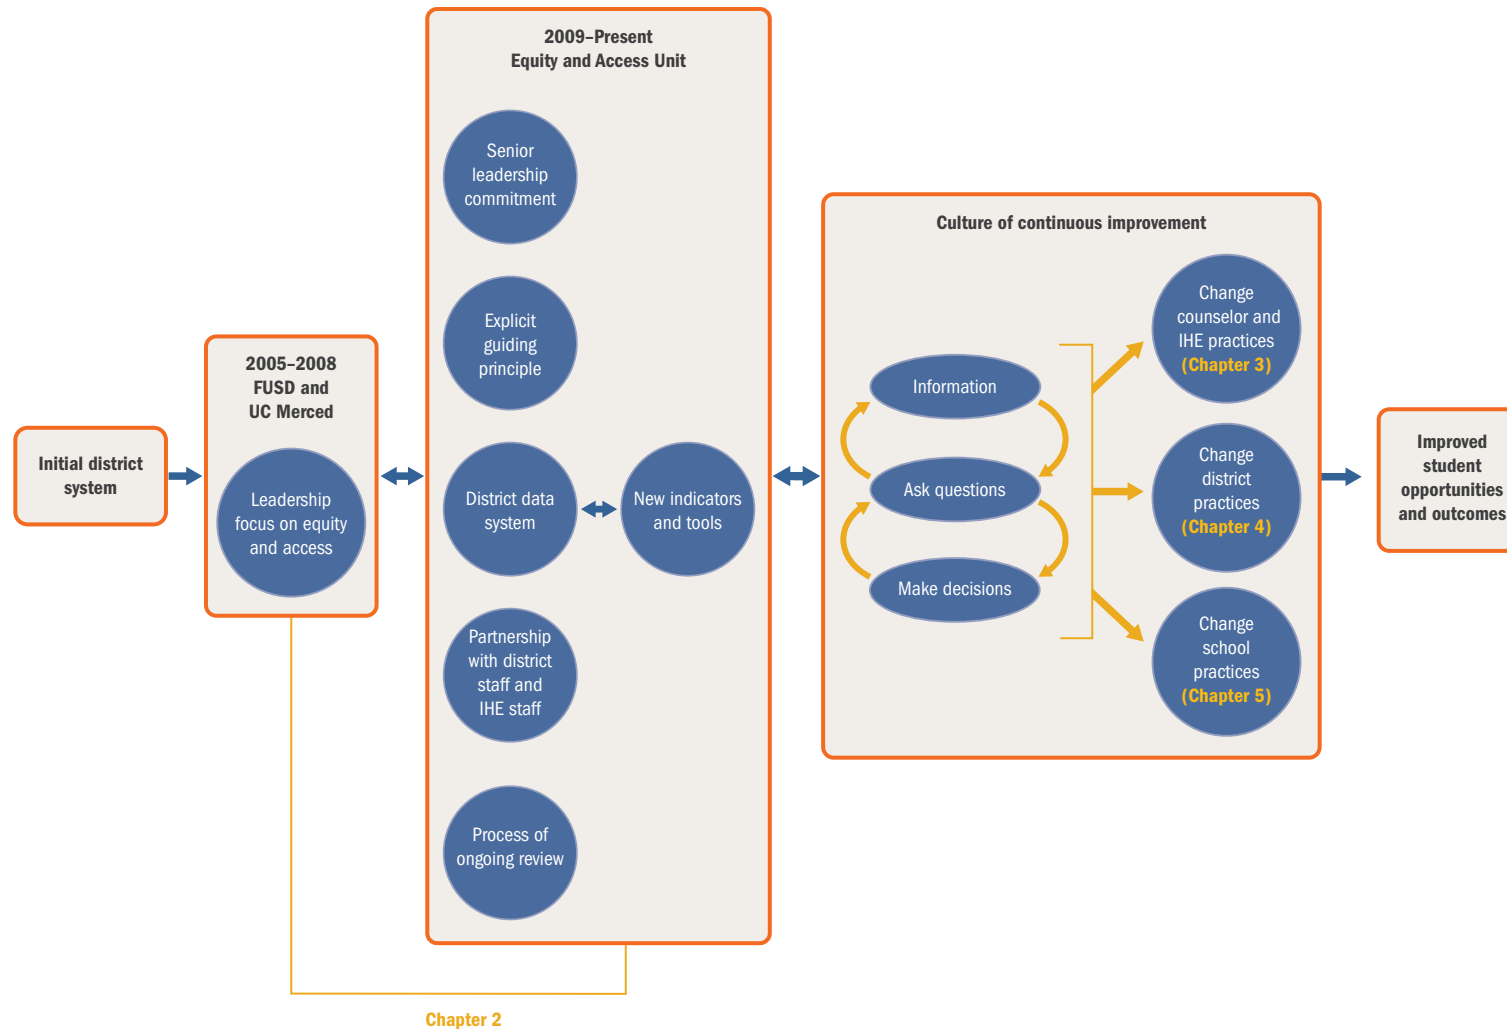 Initial district
system
2005–2008
FUSD and
UC Merced
Leadership
focus on equity
and access
2009–Present
Equity and Access Unit
Senior
leadership
commitment
Explicit
guiding
principle
District data
system
New indicators
and tools
Partnership
with district
staff and
IHE staff
Process of
ongoing review
Chapter 2
Culture of continuous improvement
Information
Ask questions
Make decisions
Change
counselor and
IHE practices
(Chapter 3)
Change
district
practices
(Chapter 4)
Change
school
practices
(Chapter 5)
Improved
student
opportunities
and outcomes